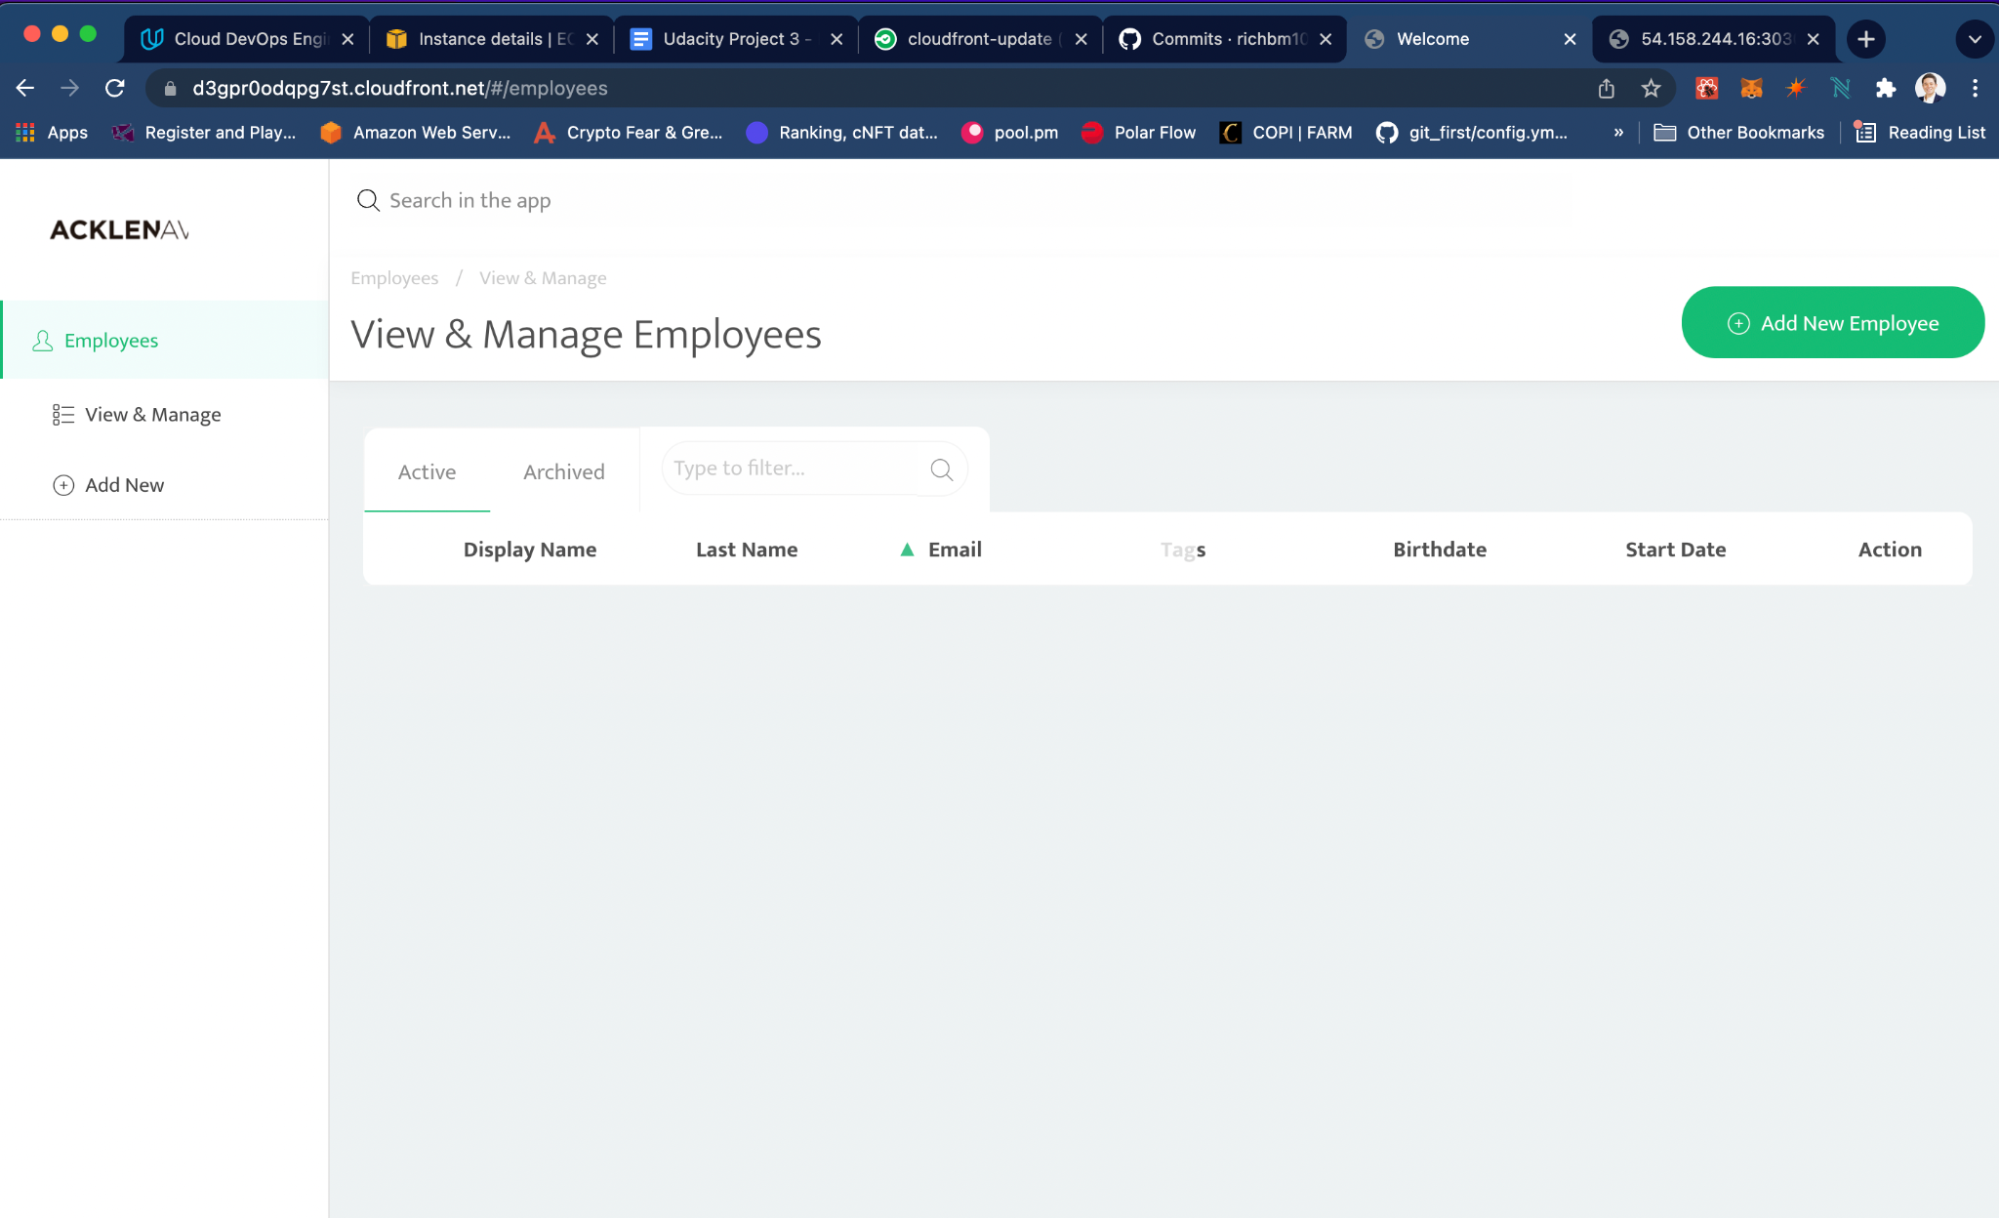 Cloud DevOps Engi
Instance details | EC
Udacity Project 3 -
cloudfront-update (
Commits · richbm10
Welcome
54.158.244.16:303
d3gpr0odqpg7st.cloudfront.net/#/employees
Apps
Register and Play...
Amazon Web Serv...
Crypto Fear & Gre...
Ranking, cNFT dat...
pool.pm
Polar Flow
COPI | FARM
git_first/config.ym...
»
Other Bookmarks
Reading List
ACKLENAV
Search in the app
Employees / View & Manage
View & Manage Employees
Add New Employee
Employees
View & Manage
Add New
Active
Archived
Type to filter...
Display Name
Last Name
Email
Tags
Birthdate
Start Date
Action